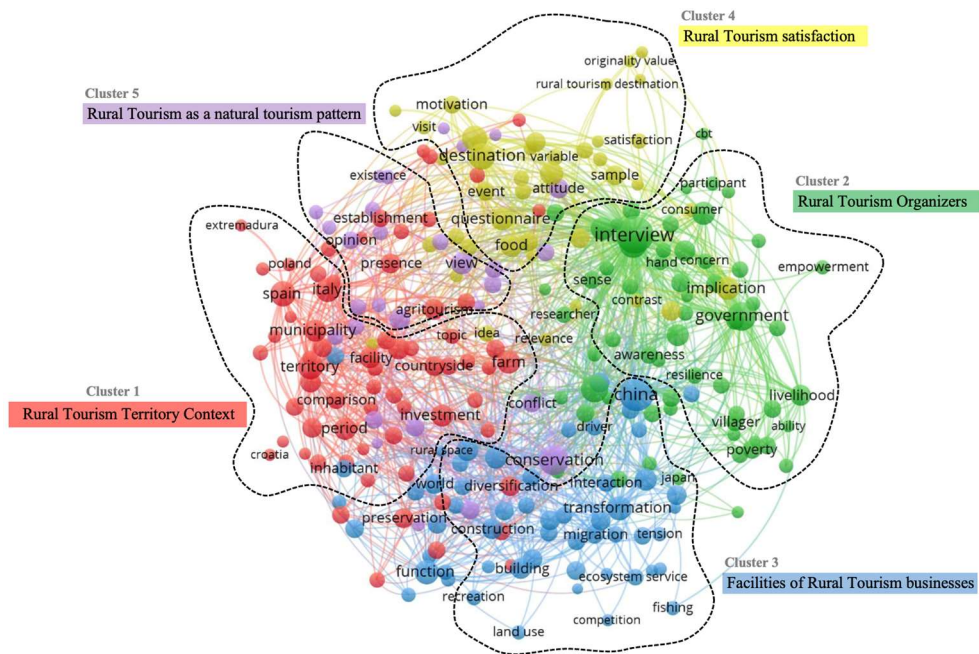 Cluster 4
Rural Tourism satisfaction
originality value
rural tourism destination
Cluster 5
Rural Tourism as a natural tourism pattern
motivation
visit
satisfaction
cbt
destination
variable
existence
event
attitude
sample
participant
Cluster 2
Rural Tourism Organizers
establishment
questionnaire
consumer
extremadura
opinion
food
interview
poland
presence
view
hand
concern
empowerment
spain
italy
sense
implication
contrast
agritourism
researcher
government
municipality
topic
idea
relevance
facility
awareness
territory
countryside
farm
resilience
Cluster 1
Rural Tourism Territory Context
comparison
conflict
china
livelihood
period
investment
driver
villager
ability
croatia
rural space
poverty
inhabitant
conservation
world
diversification
interaction
japan
preservation
construction
transformation
migration
tension
Cluster 3
Facilities of Rural Tourism businesses
function
building
ecosystem service
recreation
fishing
competition
land use